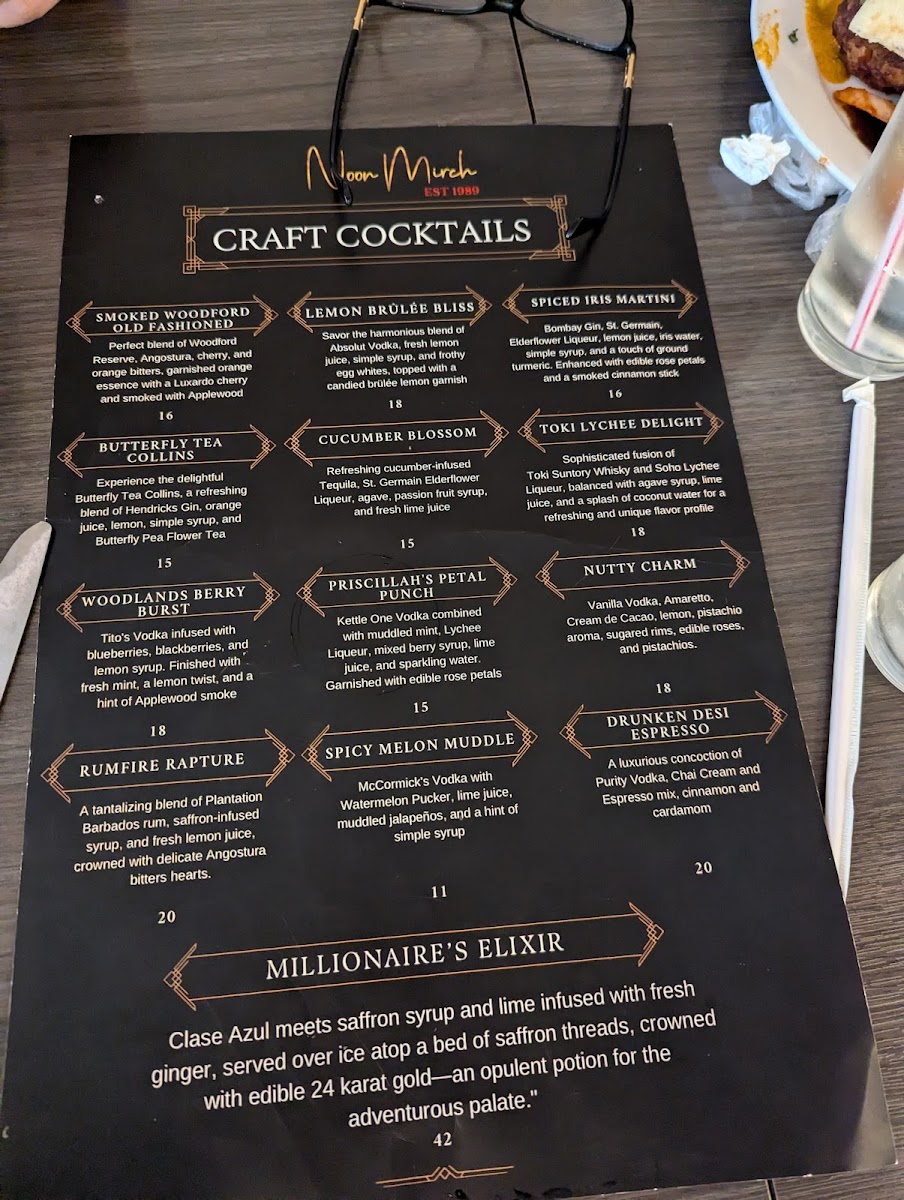 Noon Mirch
EST 1989
CRAFT COCKTAILS
SMOKED WOODFORD
OLD FASHIONED
Perfect blend of Woodford
Reserve, Angostura, cherry, and
orange bitters, garnished orange
essence with a Luxardo cherry
and smoked with Applewood
16
LEMON BRÛLÉE BLISS
Savor the harmonious blend of
Absolut Vodka, fresh lemon
juice, simple syrup, and frothy
egg whites, topped with a
candied brûlée lemon garnish
18
SPICED IRIS MARTINI
Bombay Gin, St. Germain,
Elderflower Liqueur, lemon juice, iris water,
simple syrup, and a touch of ground
turmeric. Enhanced with edible rose petals
and a smoked cinnamon stick
16
BUTTERFLY TEA
COLLINS
Experience the delightful
Butterfly Tea Collins, a refreshing
blend of Hendricks Gin, orange
juice, lemon, simple syrup, and
Butterfly Pea Flower Tea
15
CUCUMBER BLOSSOM
Refreshing cucumber-infused
Tequila, St. Germain Elderflower
Liqueur, agave, passion fruit syrup,
and fresh lime juice
15
TOKI LYCHEE DELIGHT
Sophisticated fusion of
Toki Suntory Whisky and Soho Lychee
Liqueur, balanced with agave syrup, lime
juice, and a splash of coconut water for a
refreshing and unique flavor profile
18
WOODLANDS BERRY
BURST
Tito's Vodka infused with
blueberries, blackberries, and
lemon syrup. Finished with
fresh mint, a lemon twist, and a
hint of Applewood smoke
18
PRISCILLAH'S PETAL
PUNCH
Kettle One Vodka combined
with muddled mint, Lychee
Liqueur, mixed berry syrup, lime
juice, and sparkling water.
Garnished with edible rose petals
15
NUTTY CHARM
Vanilla Vodka, Amaretto,
Cream de Cacao, lemon, pistachio
aroma, sugared rims, edible roses,
and pistachios.
18
RUMFIRE RAPTURE
A tantalizing blend of Plantation
Barbados rum, saffron-infused
syrup, and fresh lemon juice,
crowned with delicate Angostura
bitters hearts.
20
SPICY MELON MUDDLE
McCormick's Vodka with
Watermelon Pucker, lime juice,
muddled jalapeños, and a hint of
simple syrup
11
DRUNKEN DESI
ESPRESSO
A luxurious concoction of
Purity Vodka, Chai Cream and
Espresso mix, cinnamon and
cardamom
20
MILLIONAIRE'S ELIXIR
Clase Azul meets saffron syrup and lime infused with fresh
ginger, served over ice atop a bed of saffron threads, crowned
with edible 24 karat gold—an opulent potion for the
adventurous palate."
42